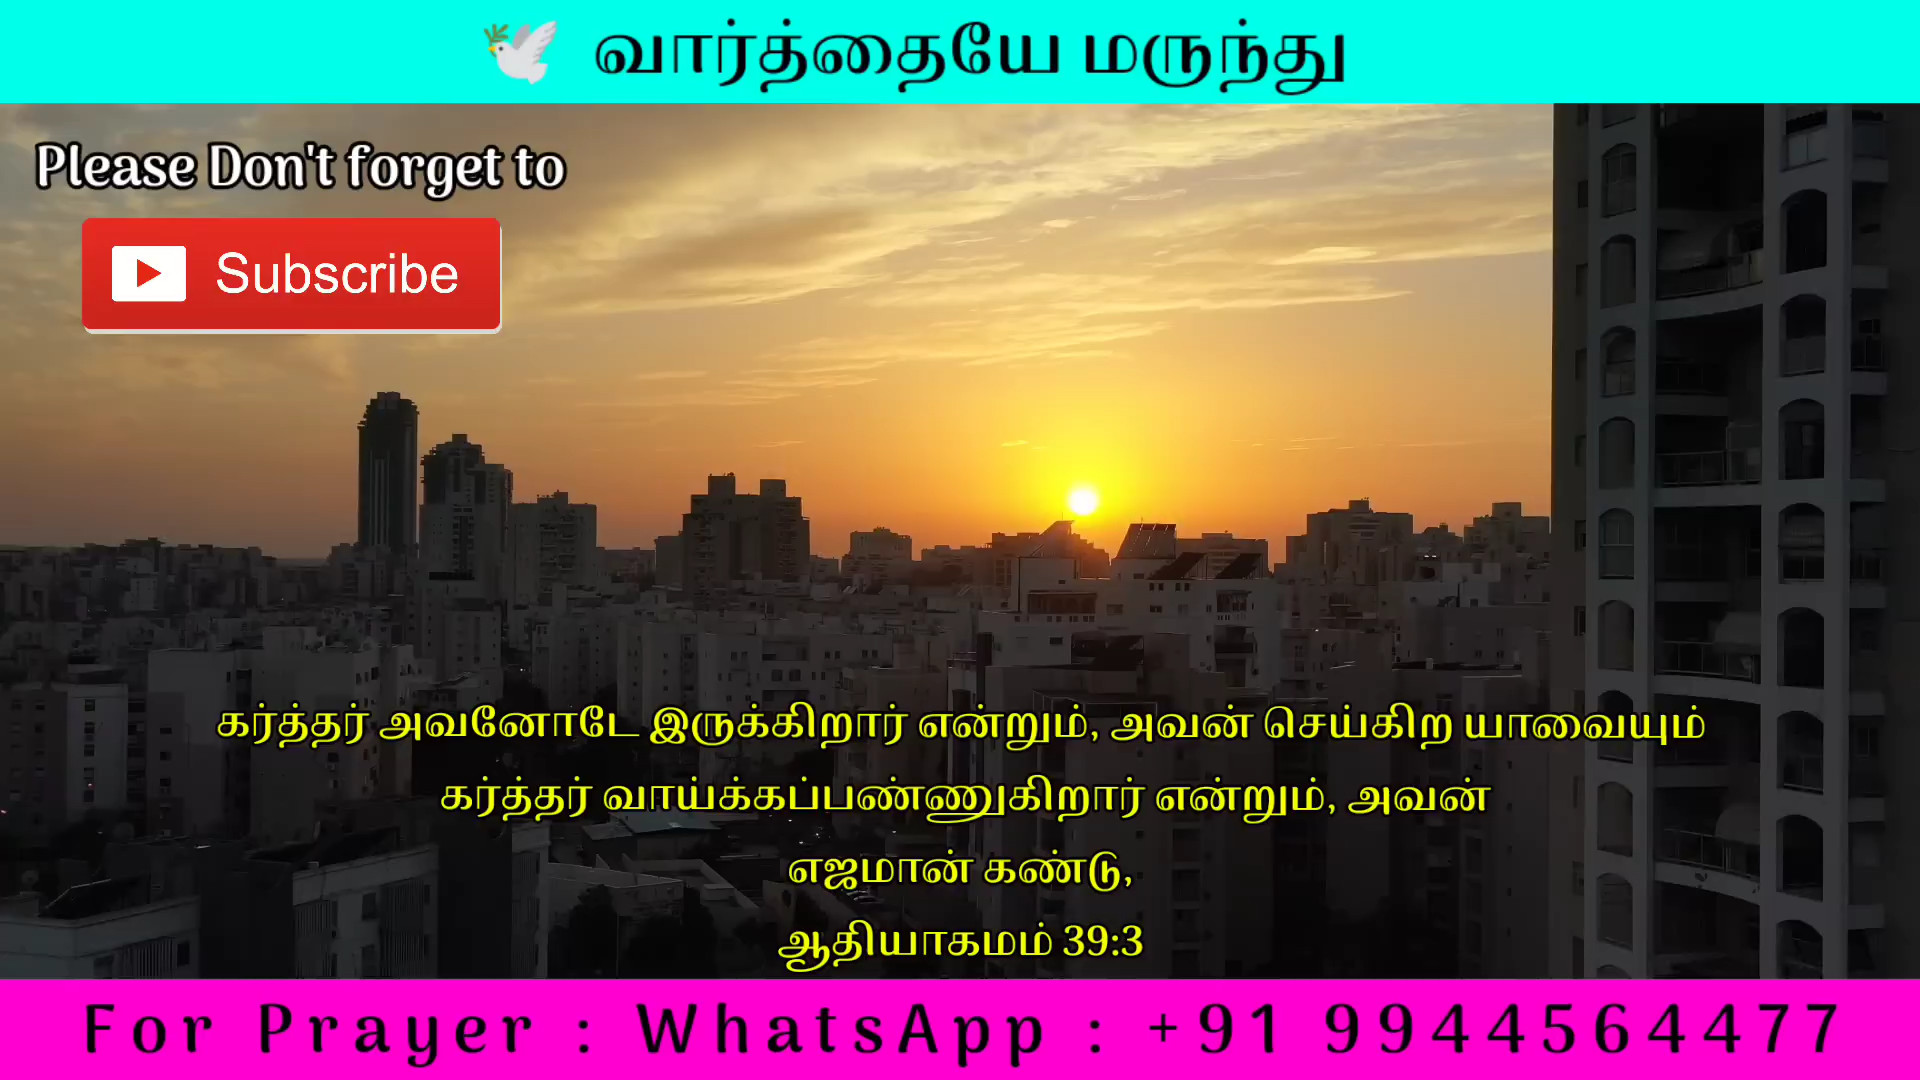 🕊️ வார்த்தையே மருந்து
Please Don't forget to
Subscribe
கர்த்தர் அவனோடே இருக்கிறார் என்றும், அவன் செய்கிற யாவையும்
கர்த்தர் வாய்க்கப்பண்ணுகிறார் என்றும், அவன்
எஜமான் கண்டு,
ஆதியாகமம் 39:3
For Prayer : WhatsApp : +91 9944564477